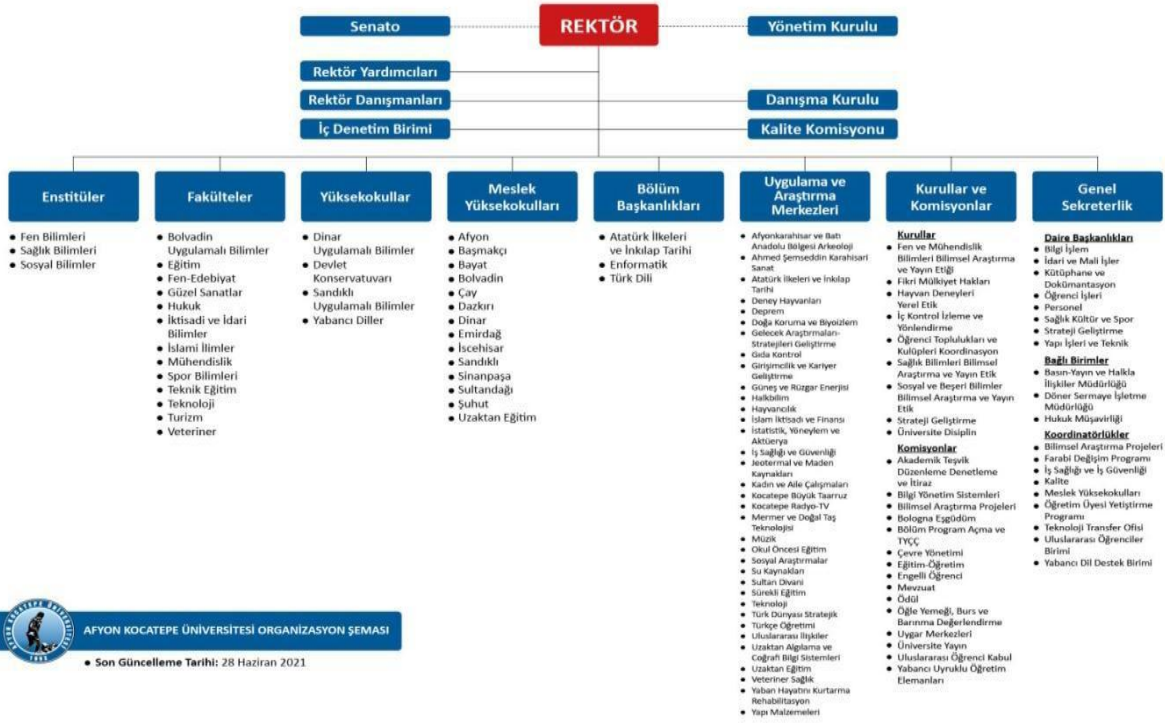 Senato
REKTÖR
Yönetim Kurulu
Rektör Yardımcıları
Rektör Danışmanları
Danışma Kurulu
İç Denetim Birimi
Kalite Komisyonu
Enstitüler
• Fen Bilimleri
• Sağlık Bilimleri
• Sosyal Bilimler
Fakülteler
• Bolvadin
Uygulamalı Bilimler
• Eğitim
• Fen-Edebiyat
• Güzel Sanatlar
• Hukuk
• İktisadi ve İdari
Bilimler
• İslami İlimler
• Mühendislik
• Spor Bilimleri
• Teknik Eğitim
• Teknoloji
• Turizm
• Veteriner
Yüksekokullar
• Dinar
Uygulamalı Bilimler
• Devlet
Konservatuvarı
• Sandıklı
Uygulamalı Bilimler
• Yabancı Diller
Meslek
Yüksekokulları
• Afyon
• Başmakçı
• Bayat
• Bolvadin
• Çay
• Dazkırı
• Dinar
• Emirdağ
• İscehisar
• Sandıklı
• Sinanpaşa
• Sultandağı
• Şuhut
• Uzaktan Eğitim
Bölüm
Başkanlıkları
• Atatürk İlkeleri
ve İnkılap Tarihi
• Enformatik
• Türk Dili
Uygulama ve
Araştırma
Merkezleri
• Afyonkarahisar ve Batı
Anadolu Bölgesi Arkeoloji
• Ahmed Şemseddin Karahisari
Sanat
• Atatürk İlkeleri ve İnkılap
Tarihi
• Deney Hayvanları
• Deprem
• Doğa Koruma ve Biyoizlem
• Gelecek Araştırmaları-
Stratejileri Geliştirme
• Gıda Kontrol
• Girişimcilik ve Kariyer
Geliştirme
• Güneş ve Rüzgar Enerjisi
• Halkbilim
• Hayvancılık
• İslam İktisadı ve Finansı
• İstatistik, Yöneylem ve
Aktüerya
• İş Sağlığı ve Güvenliği
• Jeotermal ve Maden
Kaynakları
• Kadın ve Aile Çalışmaları
• Kocatepe Büyük Taarruz
• Kocatepe Radyo-TV
• Mermer ve Doğal Taş
Teknolojisi
• Müzik
• Okul Öncesi Eğitim
• Sosyal Araştırmalar
• Su Kaynakları
• Sultan Divani
• Sürekli Eğitim
• Teknoloji
• Türk Dünyası Stratejik
• Türkçe Öğretimi
• Uluslararası İlişkiler
• Uzaktan Algılama ve
Coğrafi Bilgi Sistemleri
• Uzaktan Eğitim
• Veteriner Sağlık
• Yaban Hayatını Kurtarma
Rehabilitasyon
• Yapı Malzemeleri
Kurullar ve
Komisyonlar
Kurullar
• Fen ve Mühendislik
Bilimleri Bilimsel Araştırma
ve Yayın Etiği
• Fikri Mülkiyet Hakları
• Hayvan Deneyleri
Yerel Etik
• İç Kontrol İzleme ve
Yönlendirme
• Öğrenci Toplulukları ve
Kulüpleri Koordinasyon
• Sağlık Bilimleri Bilimsel
Araştırma ve Yayın Etik
• Sosyal ve Beşeri Bilimler
Bilimsel Araştırma ve Yayın
Etik
• Strateji Geliştirme
• Üniversite Disiplin
Komisyonlar
• Akademik Teşvik
Düzenleme Denetleme
ve İtiraz
• Bilgi Yönetim Sistemleri
• Bilimsel Araştırma Projeleri
• Bologna Eşgüdüm
• Bölüm Program Açma ve
TYÇÇ
• Çevre Yönetimi
• Eğitim-Öğretim
• Engelli Öğrenci
• Mevzuat
• Ödül
• Öğle Yemeği, Burs ve
Barınma Değerlendirme
• Uygar Merkezleri
• Üniversite Yayın
• Uluslararası Öğrenci Kabul
• Yabancı Uyruklu Öğretim
Elemanları
Genel
Sekreterlik
Daire Başkanlıkları
• Bilgi İşlem
• İdari ve Mali İşler
• Kütüphane ve
Dokümantasyon
• Öğrenci İşleri
• Personel
• Sağlık Kültür ve Spor
• Strateji Geliştirme
• Yapı İşleri ve Teknik
Bağlı Birimler
• Basın-Yayın ve Halkla
İlişkiler Müdürlüğü
• Döner Sermaye İşletme
Müdürlüğü
• Hukuk Müşavirliği
Koordinatörlükler
• Bilimsel Araştırma Projeleri
• Farabi Değişim Programı
• İş Sağlığı ve İş Güvenliği
• Kalite
• Meslek Yüksekokulları
• Öğretim Üyesi Yetiştirme
Programı
• Teknoloji Transfer Ofisi
• Uluslararası Öğrenciler
Birimi
• Yabancı Dil Destek Birimi
AFYON KOCATEPE ÜNİVERSİTESİ
1992
AFYON KOCATEPE ÜNİVERSİTESİ ORGANİZASYON ŞEMASI
• Son Güncelleme Tarihi: 28 Haziran 2021